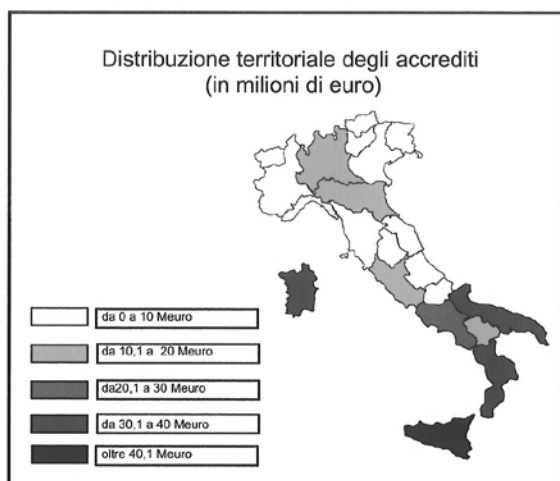 Distribuzione territoriale degli accrediti
(in milioni di euro)
da 0 a 10 Meuro
da 10,1 a 20 Meuro
da20,1 a 30 Meuro
da 30,1 a 40 Meuro
oltre 40,1 Meuro